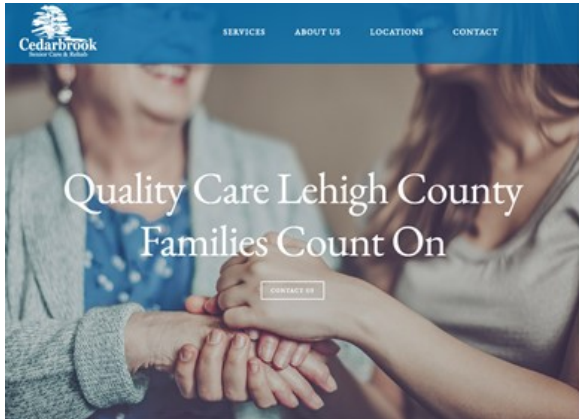 Cedarbrook
Senior Care & Rehab
SERVICES
ABOUT US
LOCATIONS
CONTACT
Quality Care Lehigh County
Families Count On
CONTACT US